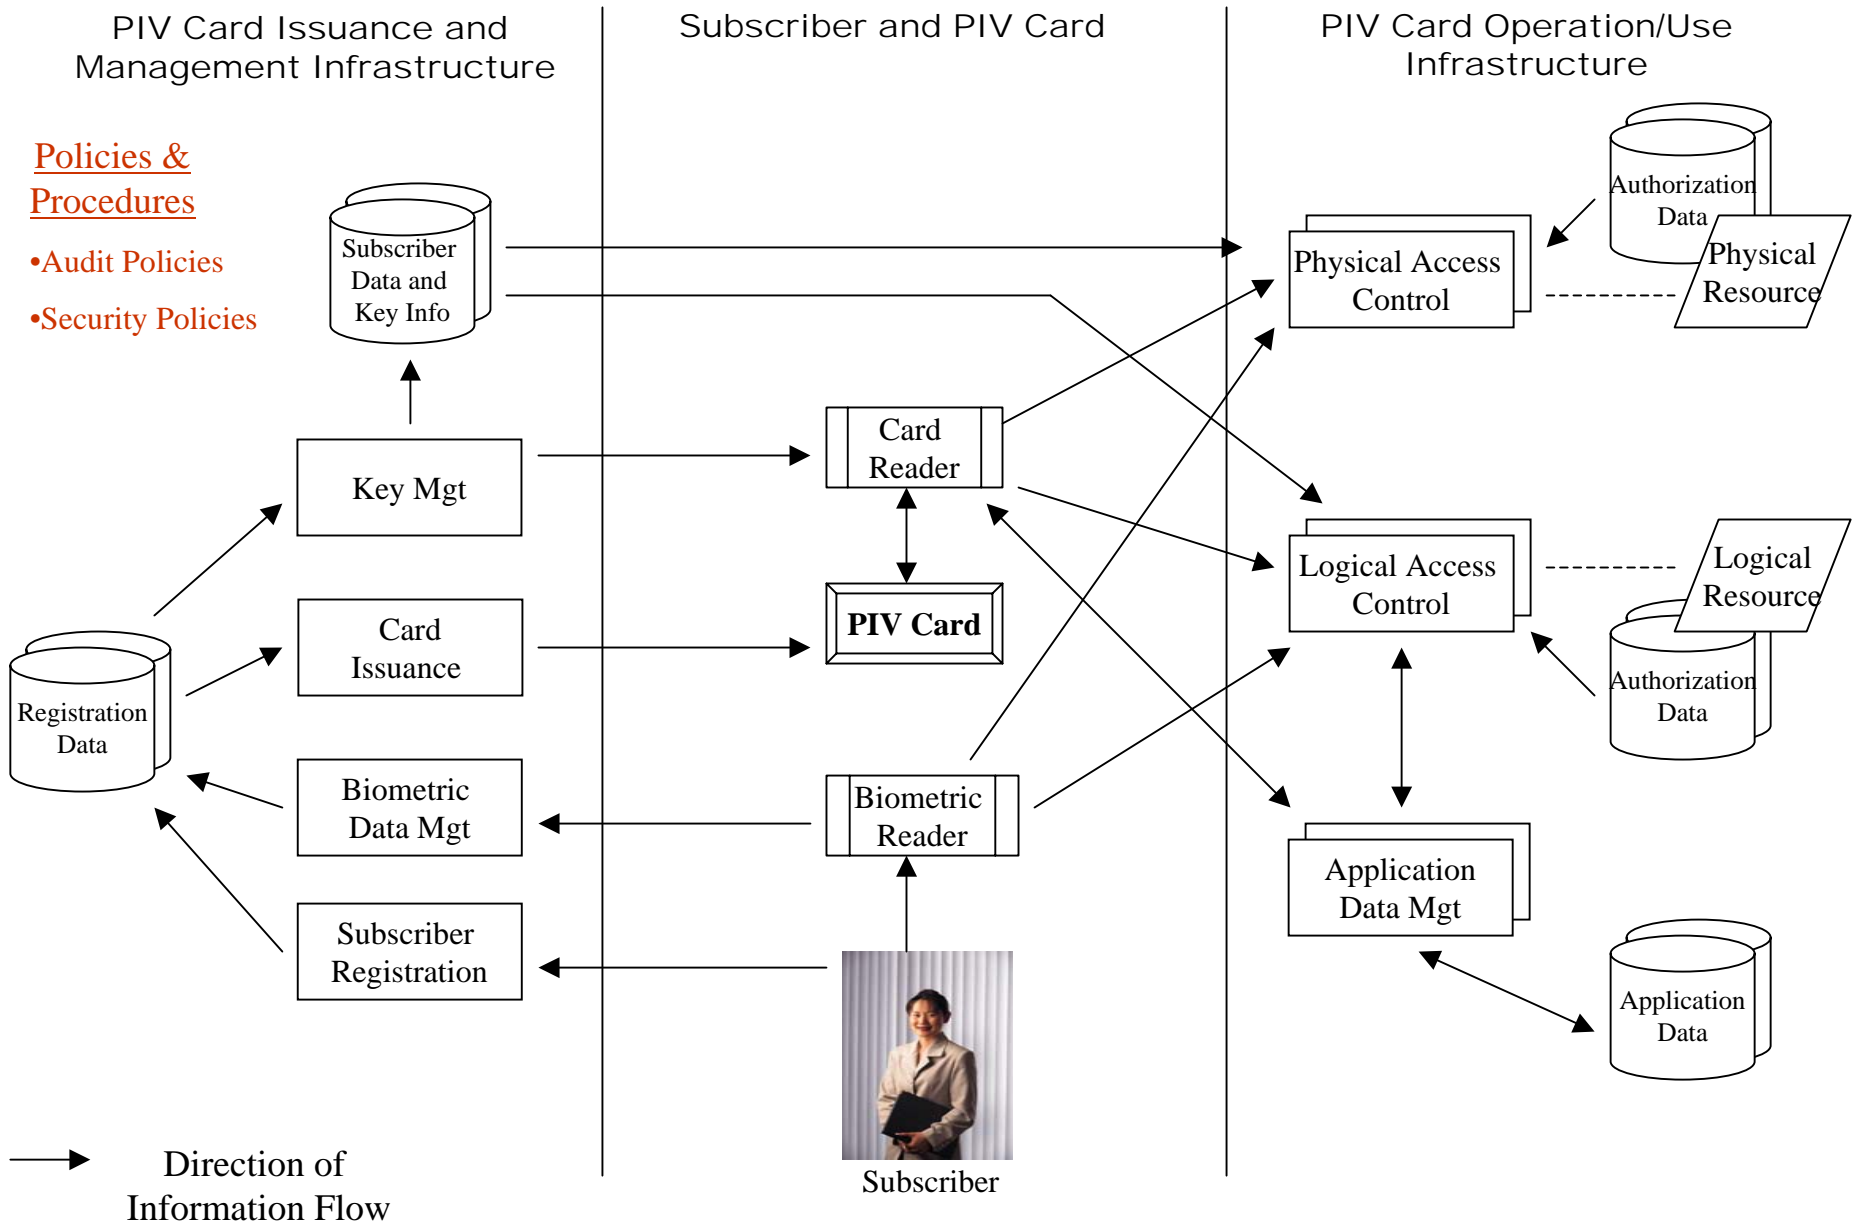 PIV Card Issuance and
Management Infrastructure
Subscriber and PIV Card
PIV Card Operation/Use
Infrastructure
Policies &
Procedures
•Audit Policies
•Security Policies
Subscriber
Data and
Key Info
Key Mgt
Card
Issuance
Registration
Data
Biometric
Data Mgt
Subscriber
Registration
Direction of
Information Flow
Card
Reader
PIV Card
Biometric
Reader
Subscriber
Authorization
Data
Physical
Resource
Physical Access
Control
Logical Access
Control
Logical
Resource
Authorization
Data
Application
Data Mgt
Application
Data